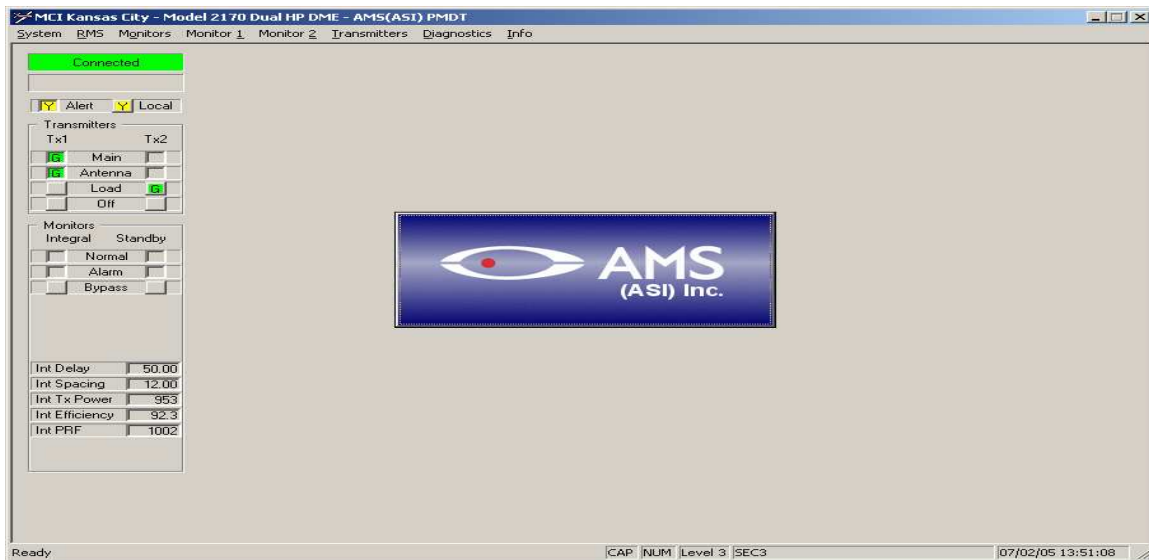 MCI Kansas City - Model 2170 Dual HP DME - AMS(ASI) PMDT
System RMS Monitors Monitor 1 Monitor 2 Transmitters Diagnostics Info
Connected
Y Alert Y Local
Transmitters
Tx1 Tx2
G Main
G Antenna
Load G
Off
Monitors
Integral Standby
Normal
Alarm
Bypass
Int Delay 50.00
Int Spacing 12.00
Int Tx Power 953
Int Efficiency 92.3
Int PRF 1002
AMS
(ASI) Inc.
Ready CAP NUM Level 3 SEC3 07/02/05 13:51:08